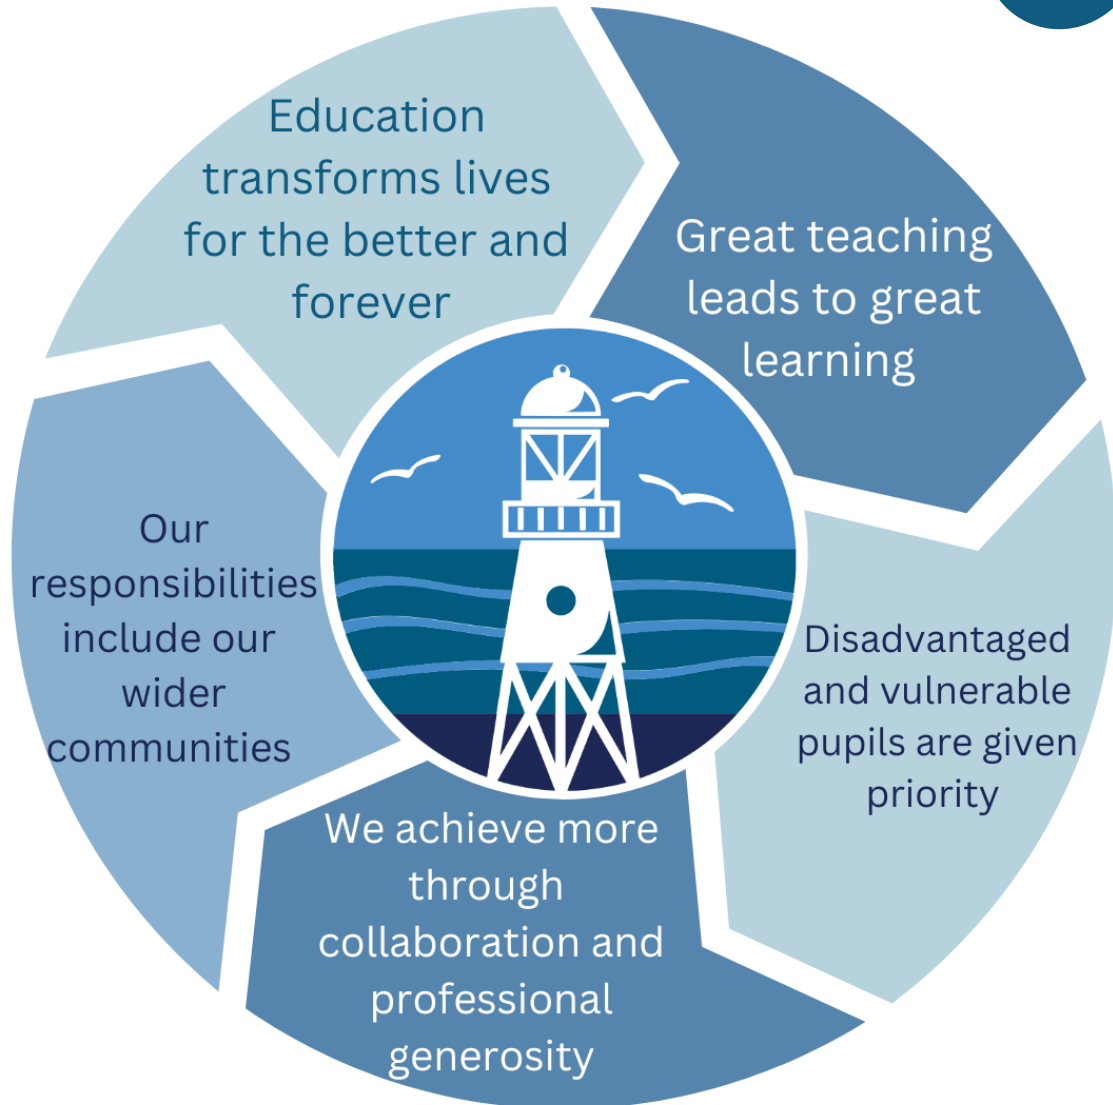 Education
transforms lives
for the better and
forever
Great teaching
leads to great
learning
Disadvantaged
and vulnerable
pupils are given
priority
We achieve more
through
collaboration and
professional
generosity
Our
responsibilities
include our
wider
communities